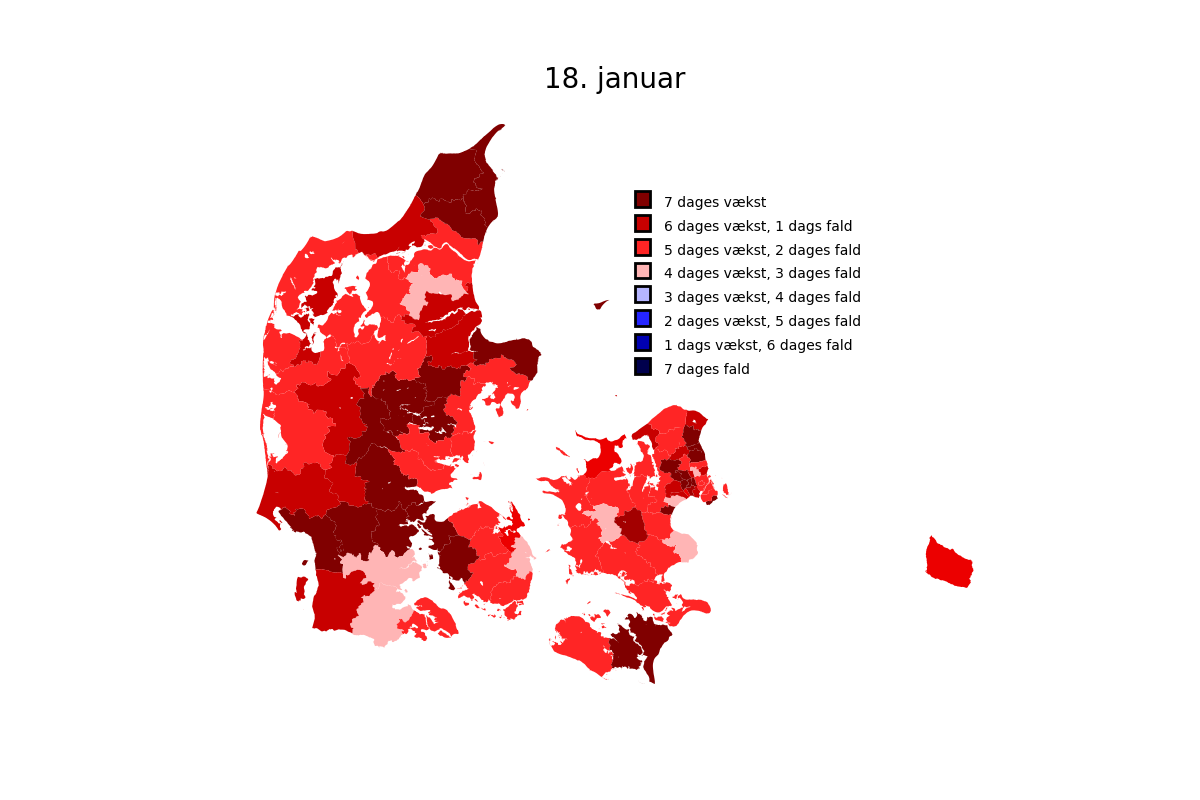 18. januar
7 dages vækst
6 dages vækst, 1 dags fald
5 dages vækst, 2 dages fald
4 dages vækst, 3 dages fald
3 dages vækst, 4 dages fald
2 dages vækst, 5 dages fald
1 dags vækst, 6 dages fald
7 dages fald